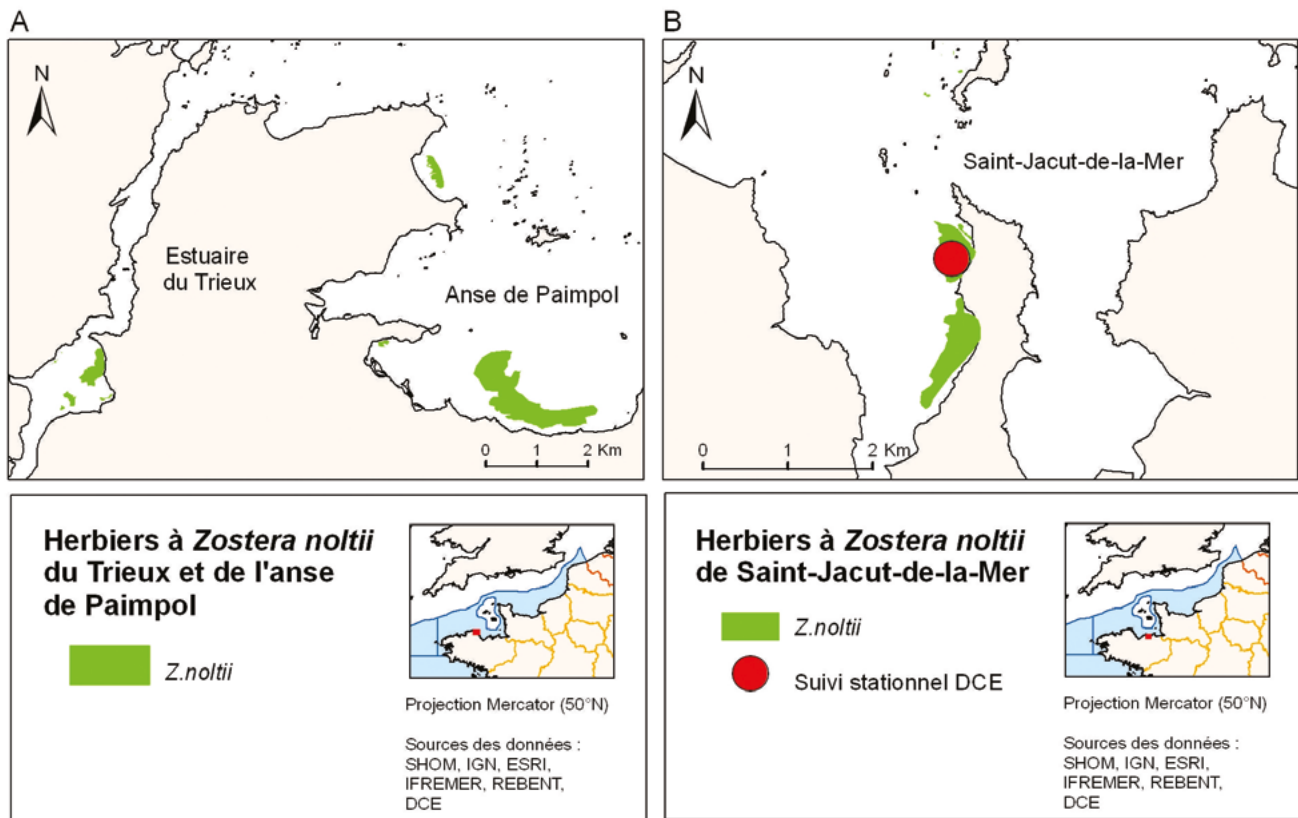 A
N
Estuaire
du Trieux
Anse de Paimpol
0 1 2 Km
Herbiers à Zostera noltii
du Trieux et de l'anse
de Paimpol
Z.noltii
Projection Mercator (50°N)
Sources des données :
SHOM, IGN, ESRI,
IFREMER, REBENT,
DCE
B
N
Saint-Jacut-de-la-Mer
0 1 2 Km
Herbiers à Zostera noltii
de Saint-Jacut-de-la-Mer
Z.noltii
Suivi stationnel DCE
Projection Mercator (50°N)
Sources des données :
SHOM, IGN, ESRI,
IFREMER, REBENT,
DCE